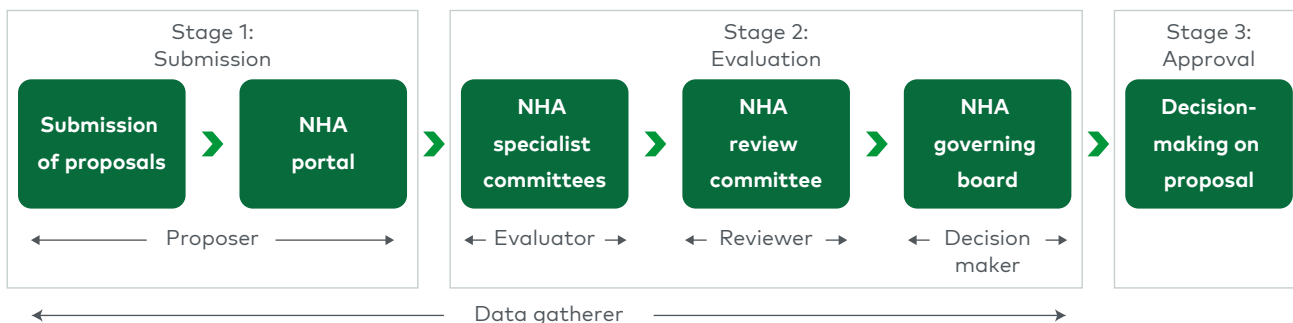 Stage 1:
Submission
Submission
of proposals
NHA
portal
Proposer
Stage 2:
Evaluation
NHA
specialist
committees
NHA
review
committee
NHA
governing
board
Evaluator
Reviewer
Decision
maker
Stage 3:
Approval
Decision-
making on
proposal
Data gatherer